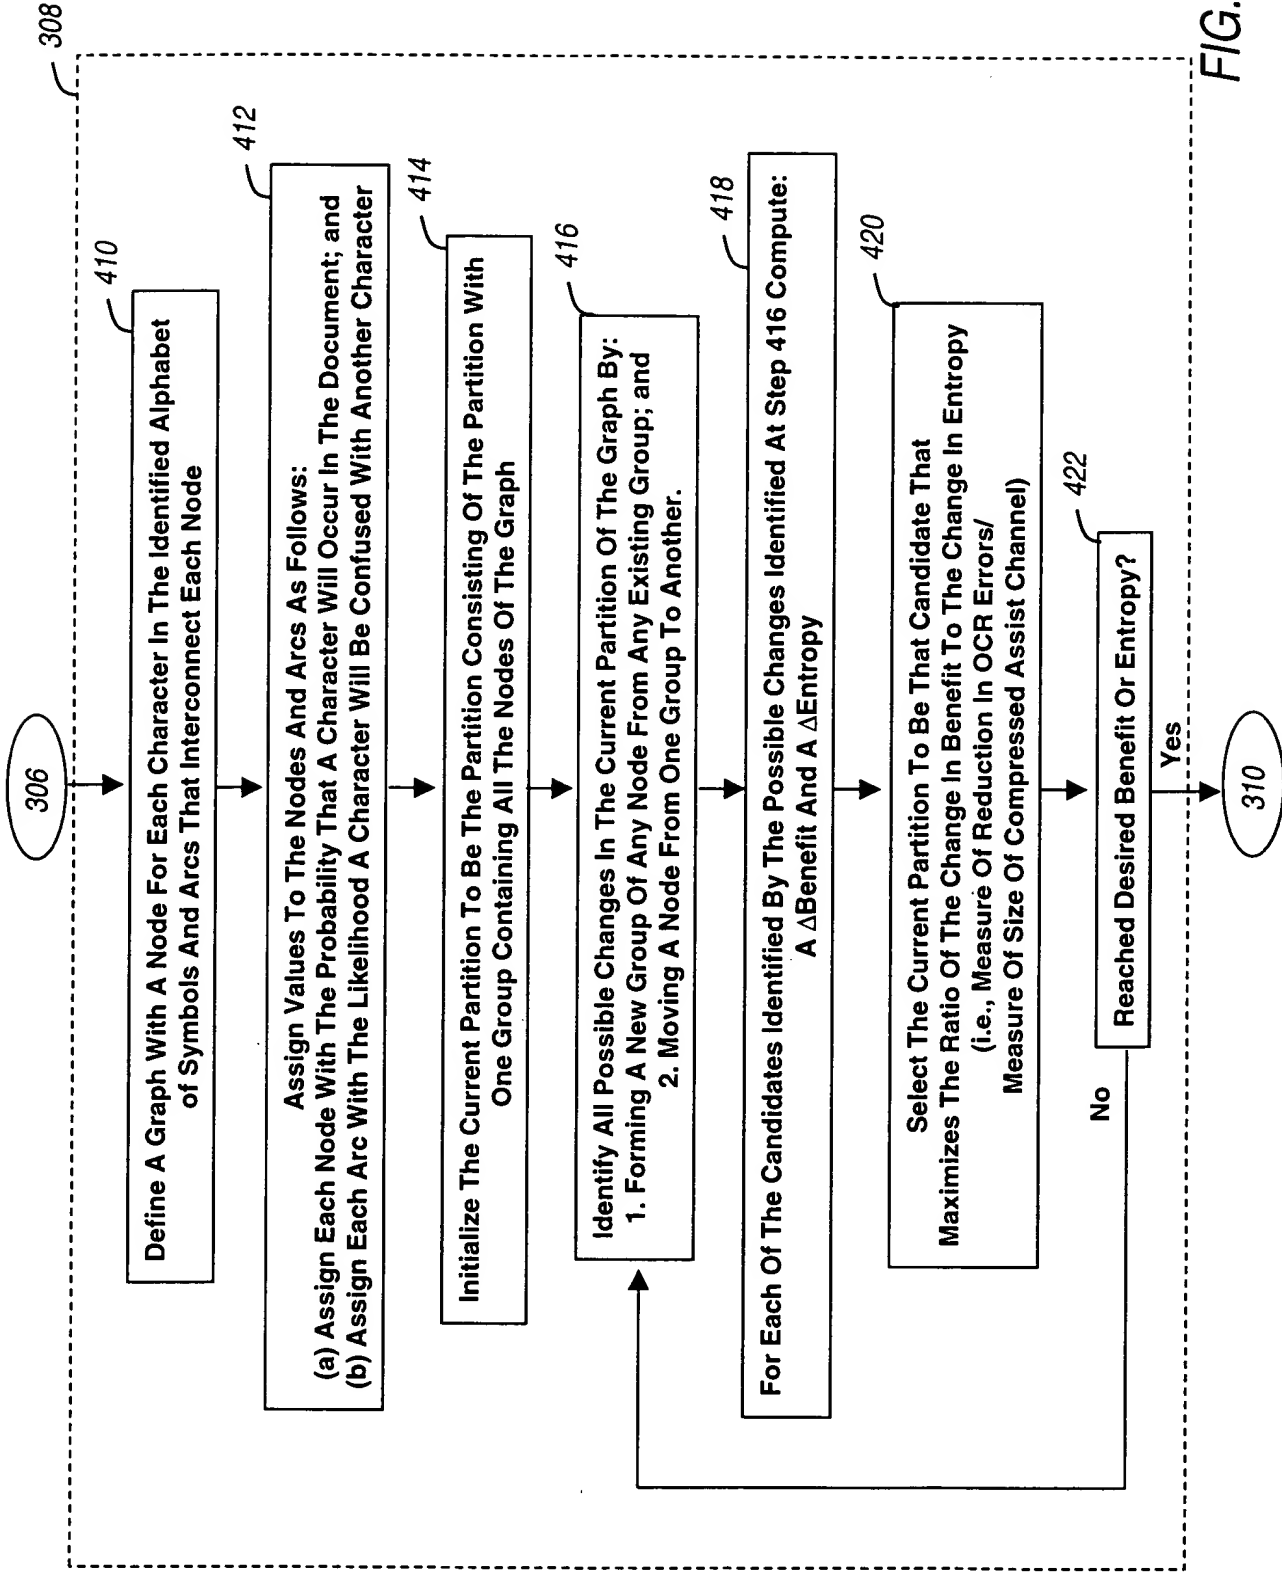 306
308
410
Define A Graph With A Node For Each Character In The Identified Alphabet
of Symbols And Arcs That Interconnect Each Node
412
Assign Values To The Nodes And Arcs As Follows:
(a) Assign Each Node With The Probability That A Character Will Occur In The Document; and
(b) Assign Each Arc With The Likelihood A Character Will Be Confused With Another Character
414
Initialize The Current Partition To Be The Partition Consisting Of The Partition With
One Group Containing All The Nodes Of The Graph
416
Identify All Possible Changes In The Current Partition Of The Graph By:
1. Forming A New Group Of Any Node From Any Existing Group; and
2. Moving A Node From One Group To Another.
418
For Each Of The Candidates Identified By The Possible Changes Identified At Step 416 Compute:
A ΔBenefit And A ΔEntropy
420
Select The Current Partition To Be That Candidate That
Maximizes The Ratio Of The Change In Benefit To The Change In Entropy
(i.e., Measure Of Reduction In OCR Errors/
Measure Of Size Of Compressed Assist Channel)
422
Reached Desired Benefit Or Entropy?
No
Yes
310
FIG.